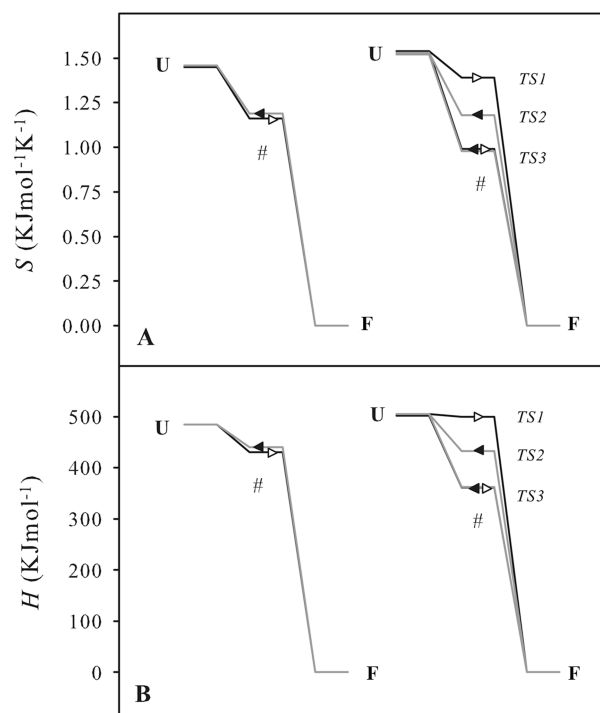 S (KJmol⁻¹K⁻¹)
1.50
1.25
1.00
0.75
0.50
0.25
0.00
U
#
F
U
TS1
TS2
TS3
#
F
A
H (KJmol⁻¹)
500
400
300
200
100
0
U
#
F
U
TS1
TS2
TS3
#
F
B